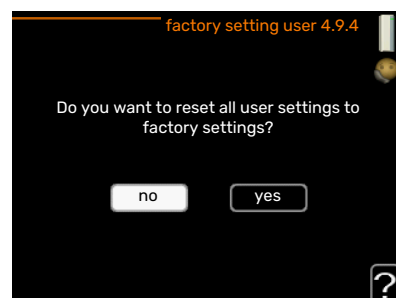 factory setting user 4.9.4
Do you want to reset all user settings to
factory settings?
no
yes
?